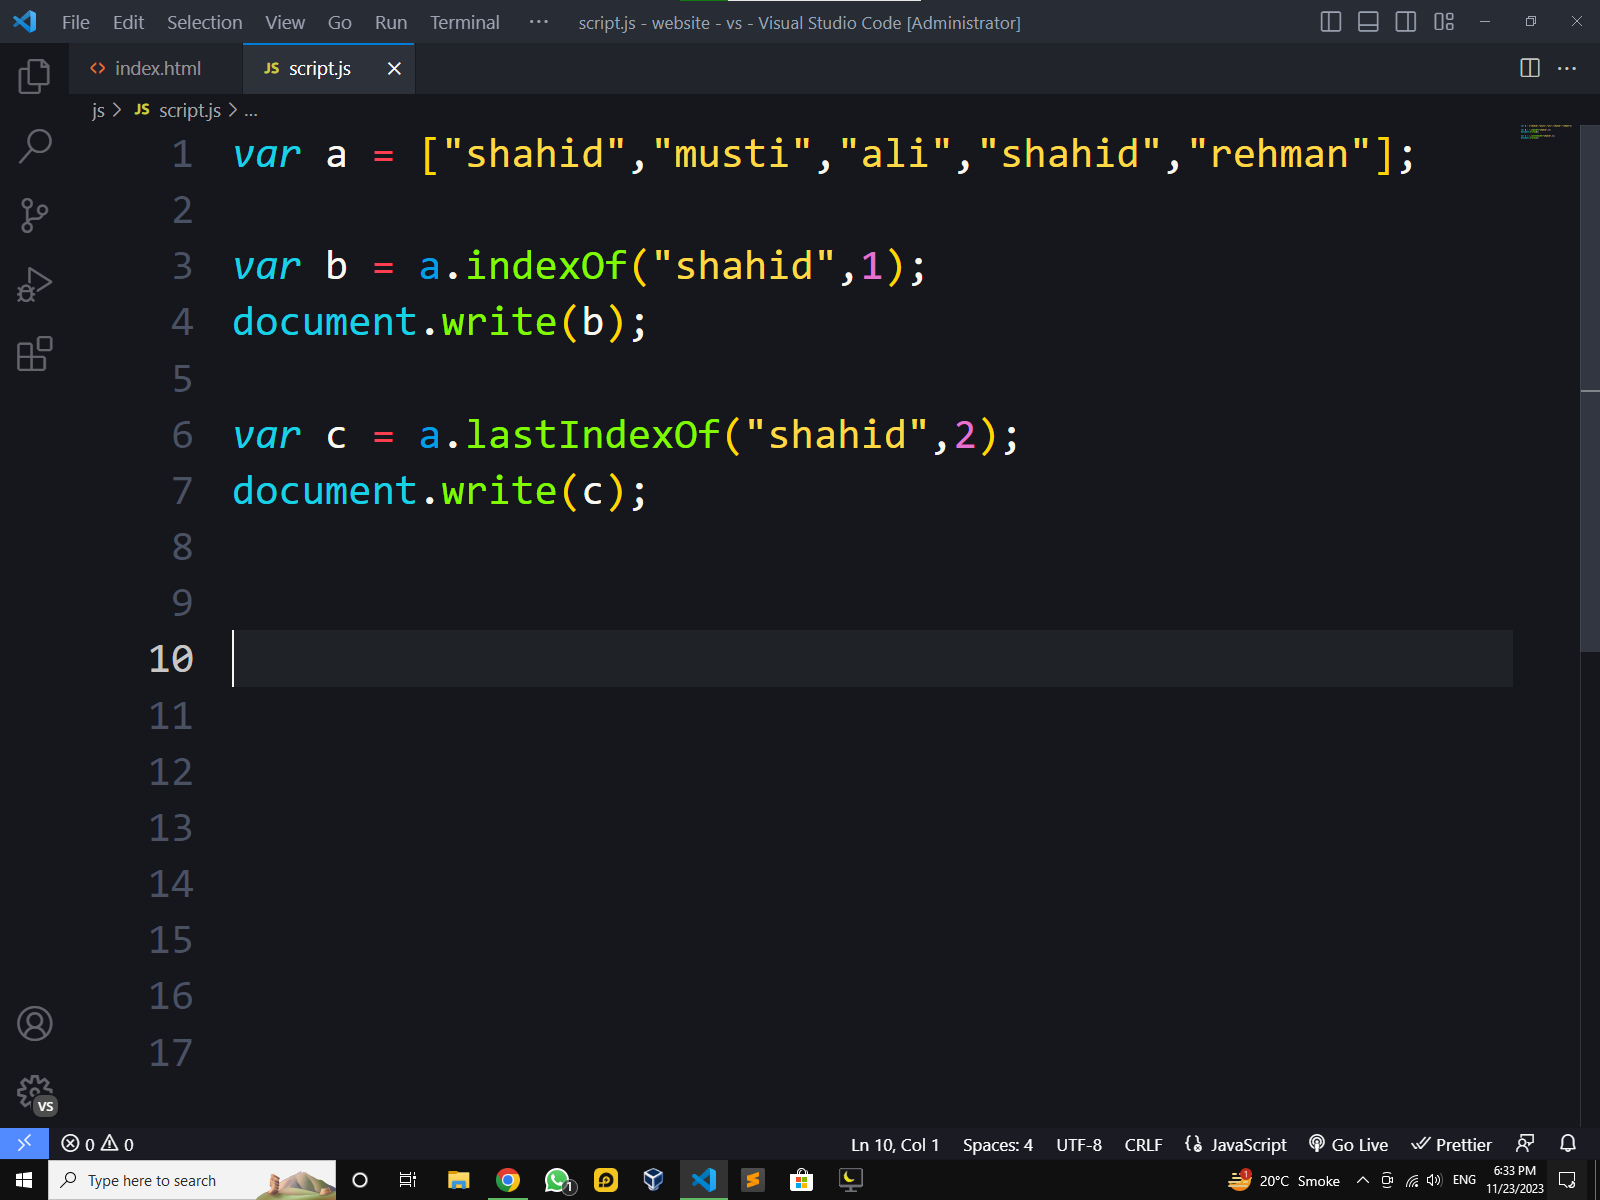 File Edit Selection View Go Run Terminal ··· script.js - website - vs - Visual Studio Code [Administrator]
index.html JS script.js
js > JS script.js > ...
1 var a = ["shahid","musti","ali","shahid","rehman"];
2
3 var b = a.indexOf("shahid",1);
4 document.write(b);
5
6 var c = a.lastIndexOf("shahid",2);
7 document.write(c);
8
9
10
11
12
13
14
15
16
17
VS
0 0 Ln 10, Col 1 Spaces: 4 UTF-8 CRLF JavaScript Go Live Prettier
Type here to search 1 1 20°C Smoke ENG 6:33 PM
11/23/2023